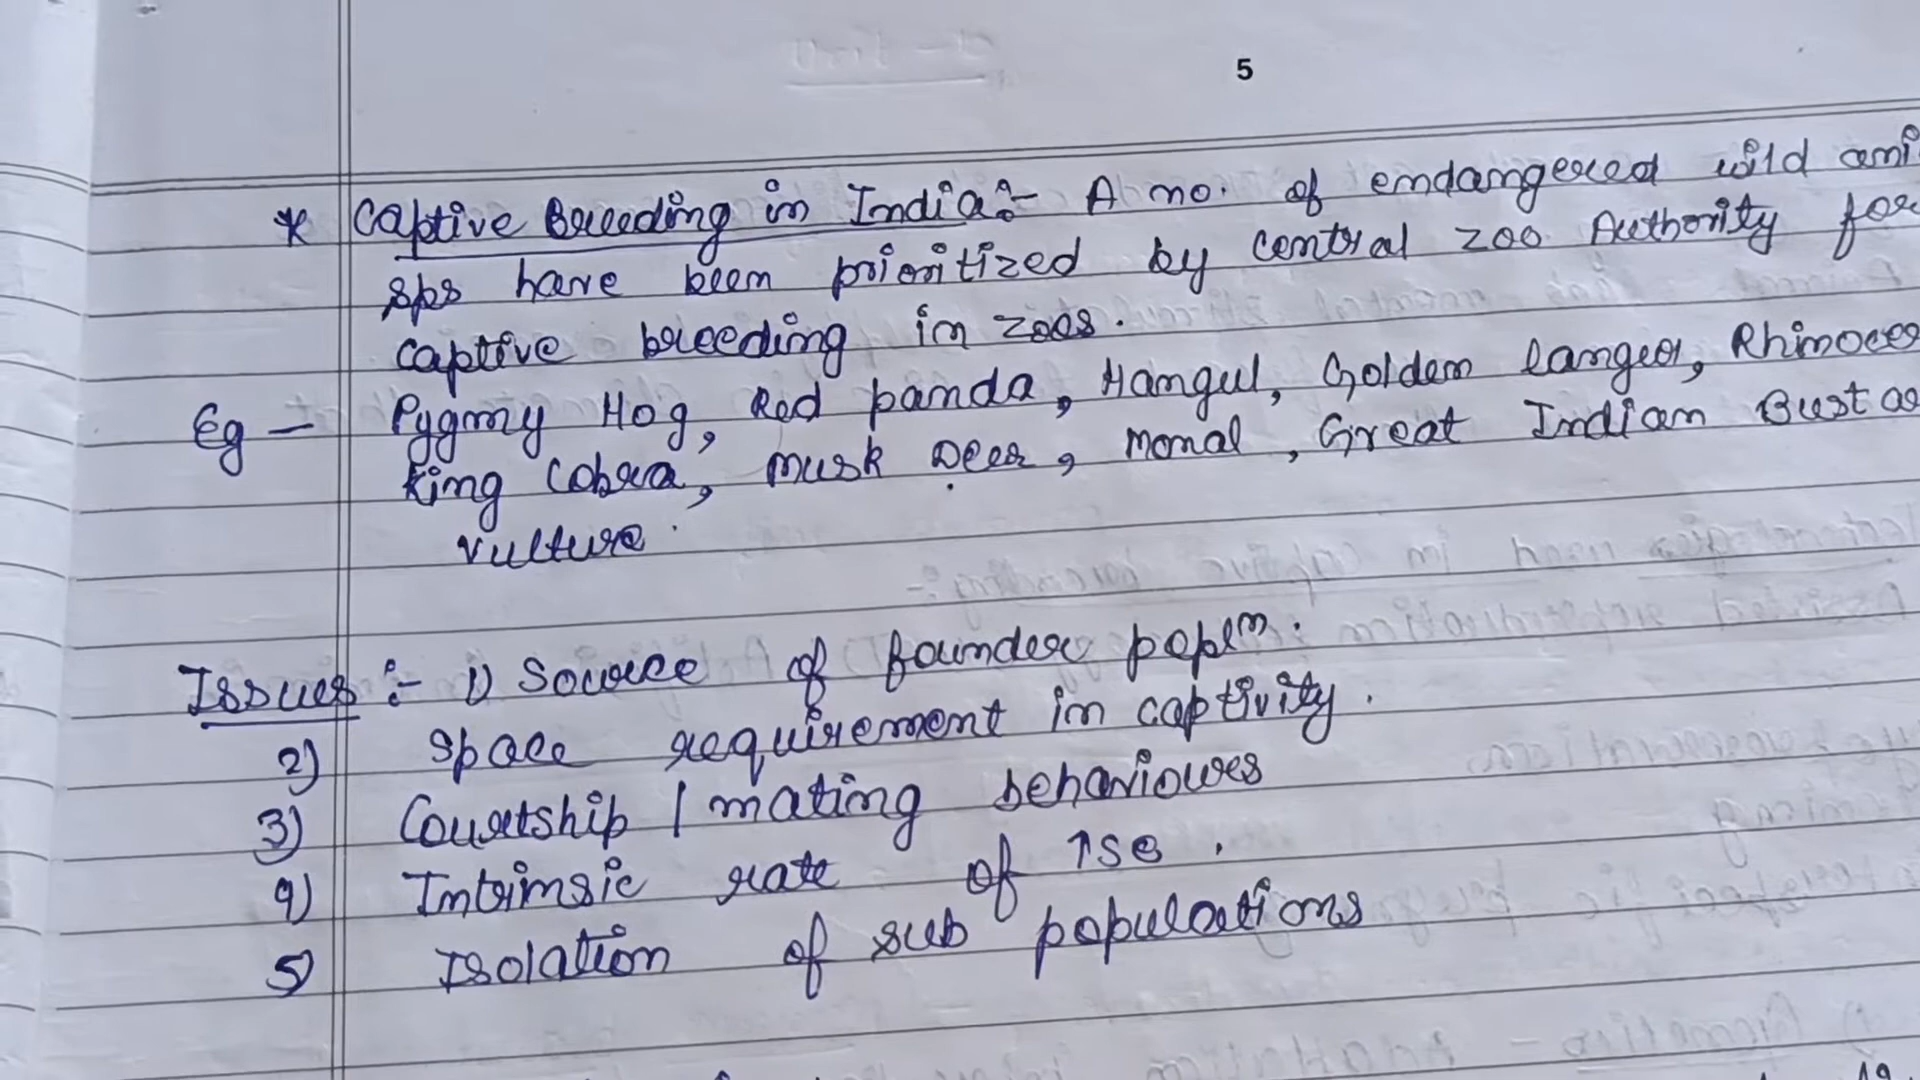 5
* Captive Breeding in India:- A no. of endangered wild ani
sps have been prioritized by central zoo Authority for
captive breeding in zoos.
Eg - Pygmy Hog, Red panda, Hangul, Golden langur, Rhinocer
King Cobra, Musk Deer, Monal, Great Indian Busta
vulture.
Issues :- 1) Source of founder popln.
2) Space requirement in captivity.
3) Courtship / mating behaviours
4) Intrinsic rate of ↑se.
5) Isolation of sub populations